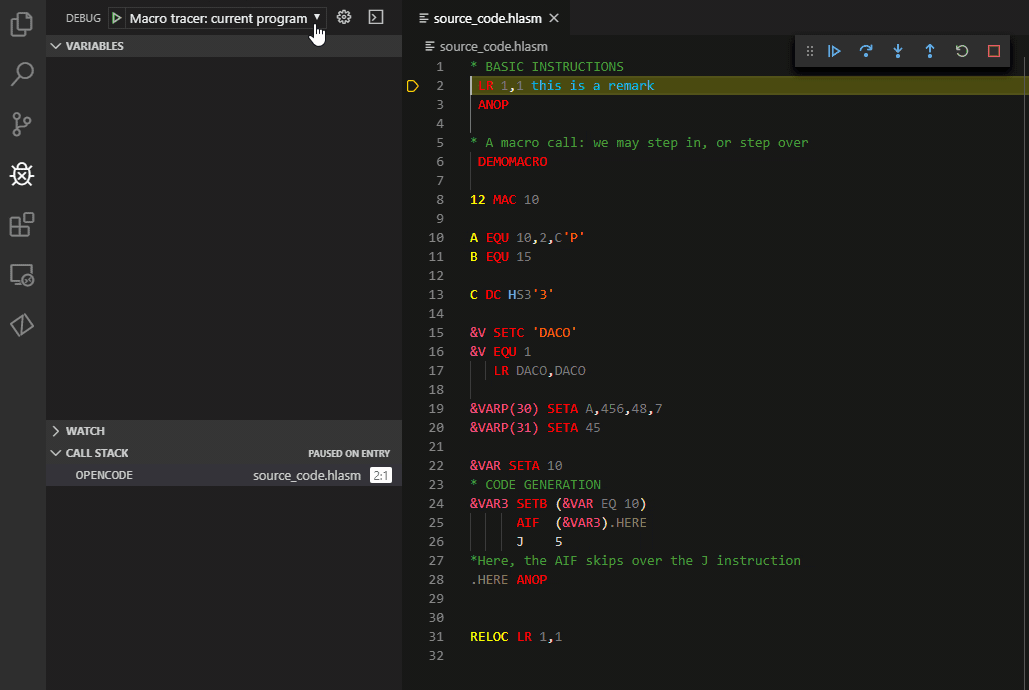 DEBUG Macro tracer: current program
VARIABLES
WATCH
CALL STACK PAUSED ON ENTRY
OPENCODE source_code.hlasm 2:1
source_code.hlasm
source_code.hlasm
1 * BASIC INSTRUCTIONS
2 LR 1,1 this is a remark
3 ANOP
4
5 * A macro call: we may step in, or step over
6 DEMOMACRO
7
8 12 MAC 10
9
10 A EQU 10,2,C'P'
11 B EQU 15
12
13 C DC HS3'3'
14
15 &V SETC 'DACO'
16 &V EQU 1
17 LR DACO,DACO
18
19 &VARP(30) SETA A,456,48,7
20 &VARP(31) SETA 45
21
22 &VAR SETA 10
23 * CODE GENERATION
24 &VAR3 SETB (&VAR EQ 10)
25 AIF (&VAR3).HERE
26 J 5
27 *Here, the AIF skips over the J instruction
28 .HERE ANOP
29
30
31 RELOC LR 1,1
32